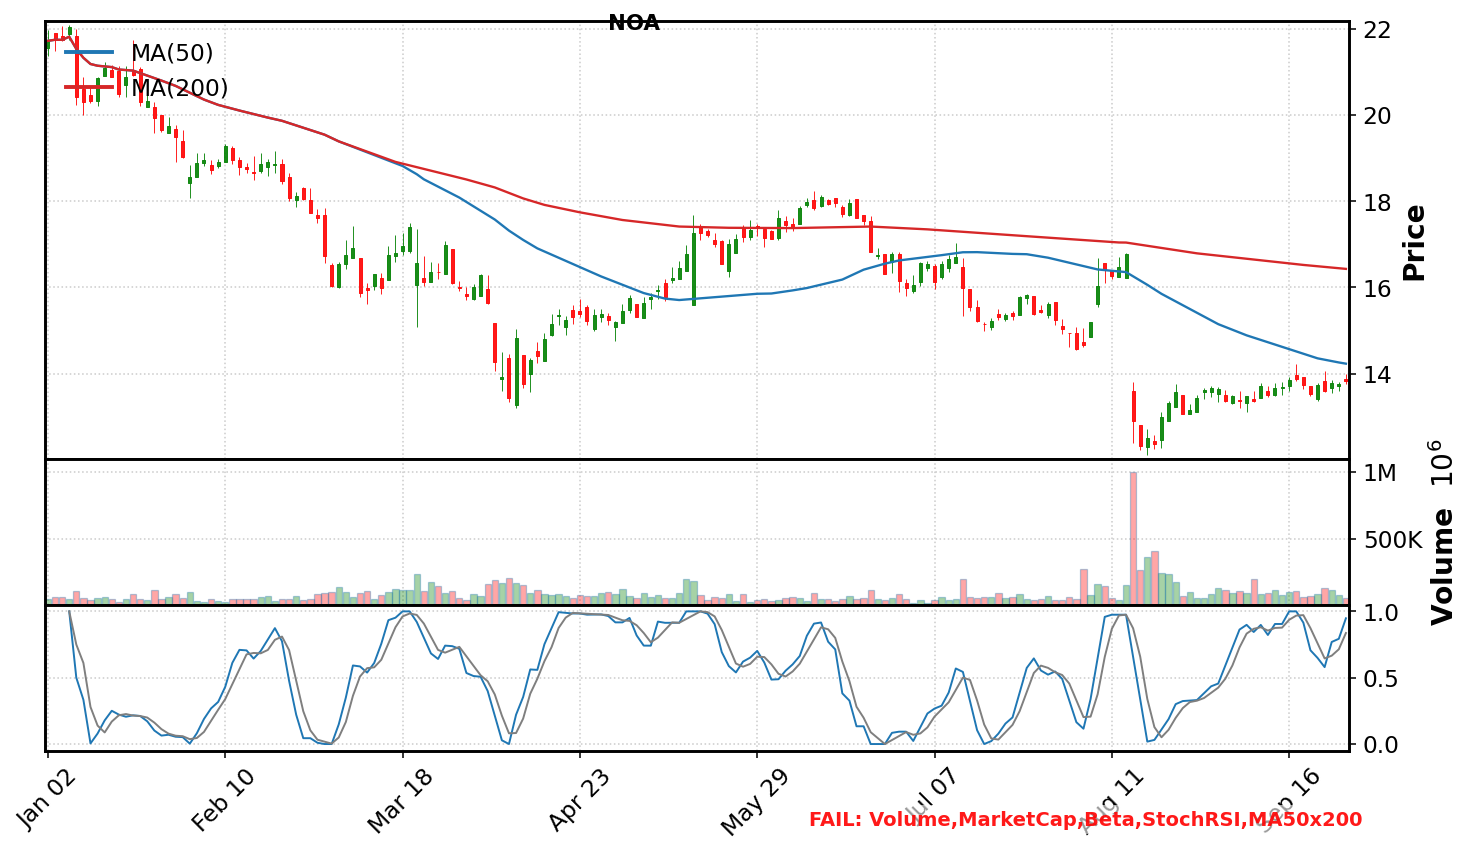 NOA
MA(50)
MA(200)
22
20
18
16
14
Price
1M
500K
Volume 10^6
1.0
0.5
0.0
Jan 02
Feb 10
Mar 18
Apr 23
May 29
Jul 07
Aug 11
Sep 16
FAIL: Volume,MarketCap,Beta,StochRSI,MA50x200